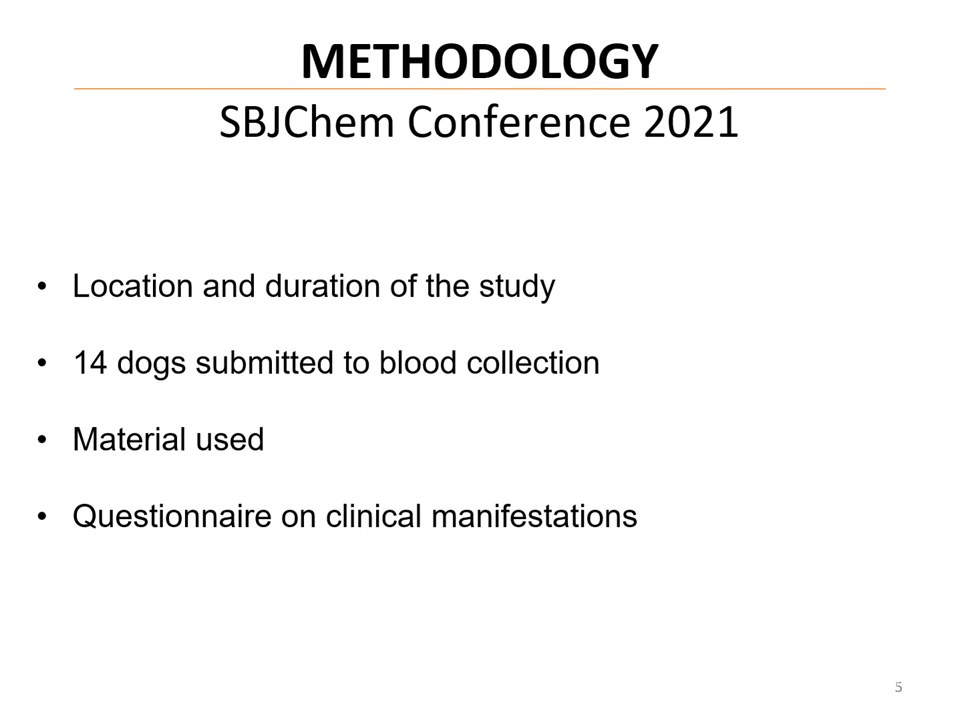 METHODOLOGY
SBJChem Conference 2021
• Location and duration of the study
• 14 dogs submitted to blood collection
• Material used
• Questionnaire on clinical manifestations
5